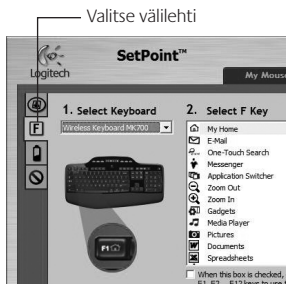 Valitse välilehti
Logitech
SetPoint™
My Mouse
1. Select Keyboard
Wireless Keyboard MK700
2. Select F Key
F
My Home
E-Mail
One-Touch Search
Messenger
Application Switcher
Zoom Out
Zoom In
Gadgets
Media Player
Pictures
Documents
Spreadsheets
F1
When this box is checked,
F1, F2 ... F12 keys to use